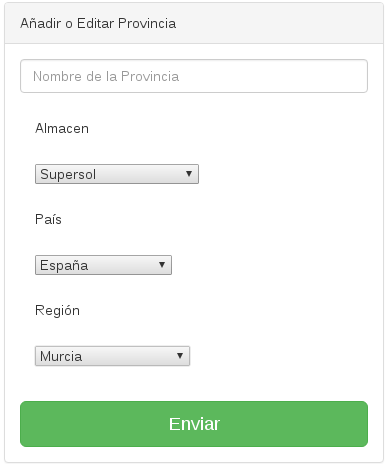 Añadir o Editar Provincia
Nombre de la Provincia
Almacen
Supersol
País
España
Región
Murcia
Enviar